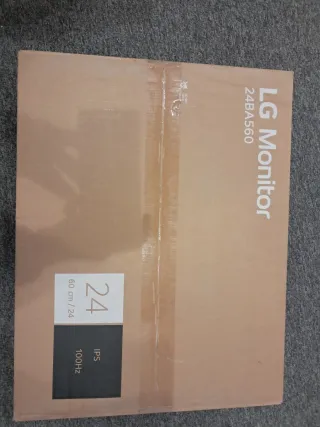 LG Monitor
24BA560
24
60 cm / 24
IPS
100Hz